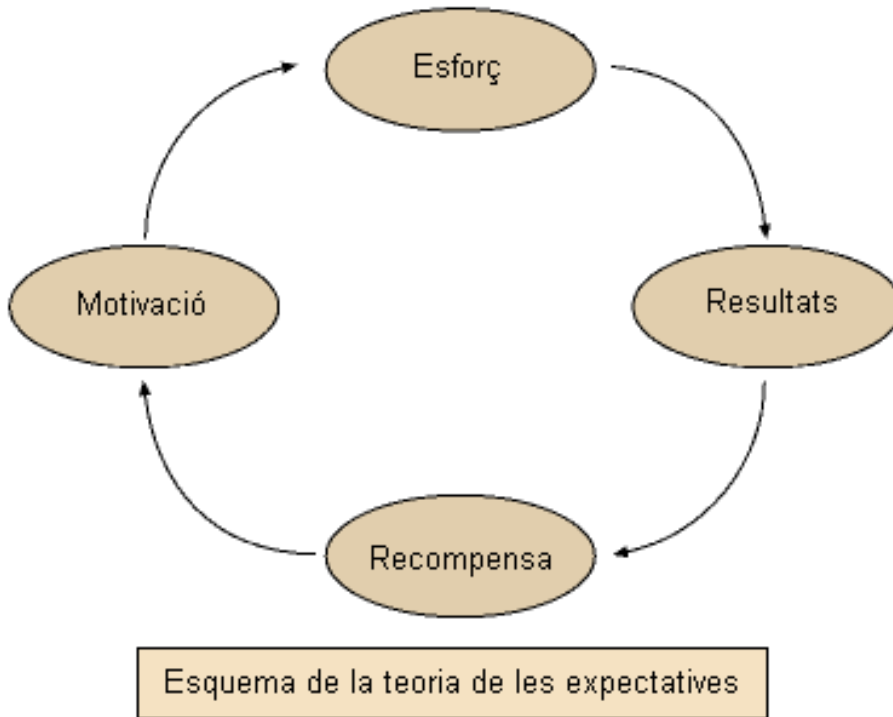 Esforç
Motivació
Resultats
Recompensa
Esquema de la teoria de les expectatives